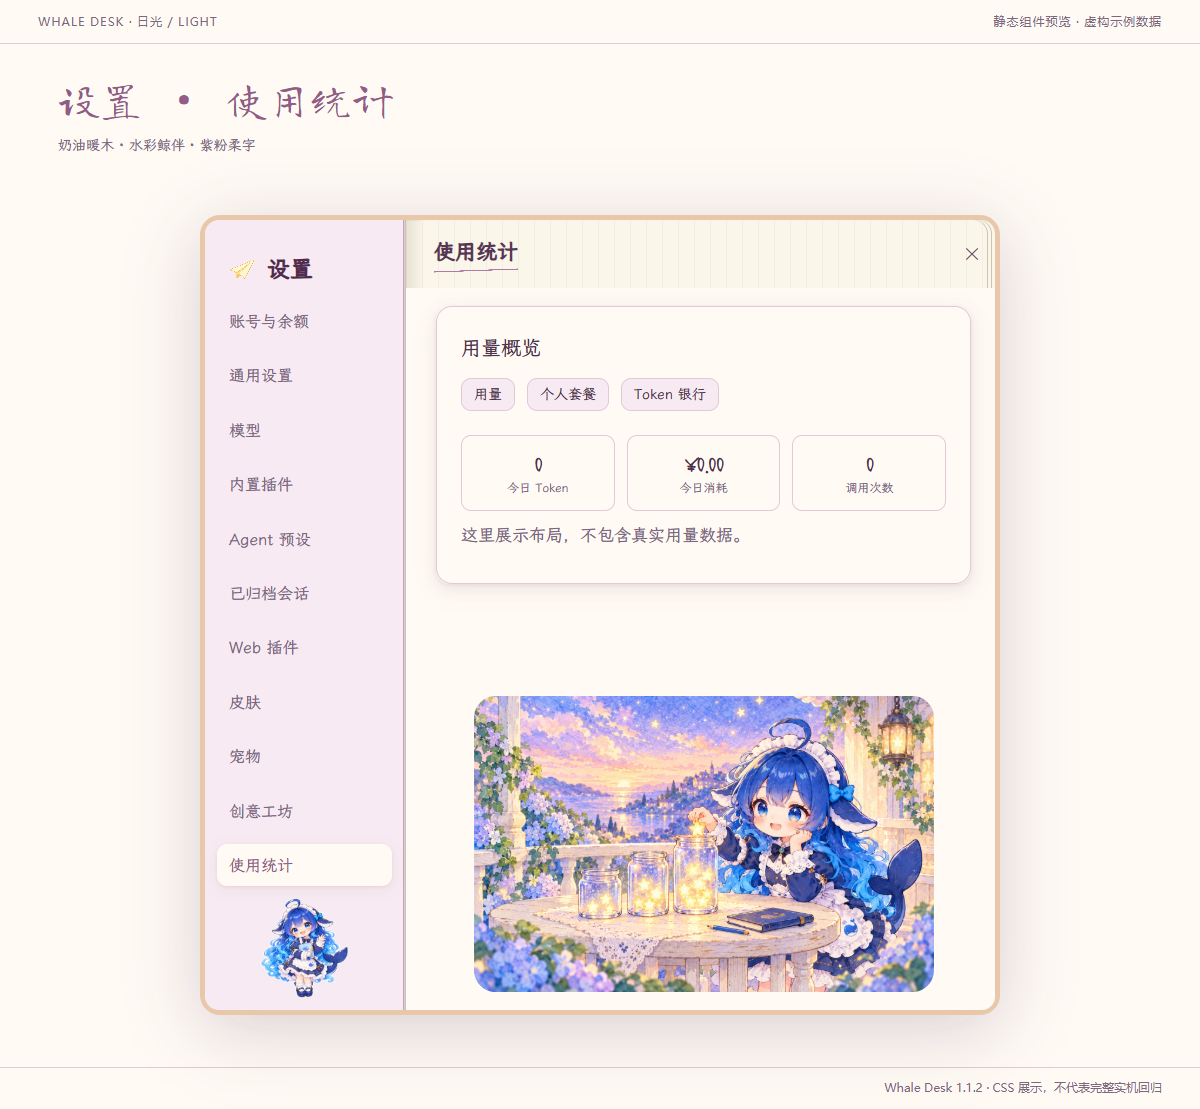 WHALE DESK · 日光 / LIGHT
静态组件预览 · 虚构示例数据
设置 · 使用统计
奶油暖木 · 水彩鲸伴 · 紫粉柔字
设置
账号与余额
通用设置
模型
内置插件
Agent 预设
已归档会话
Web 插件
皮肤
宠物
创意工坊
使用统计
使用统计
用量概览
用量
个人套餐
Token 银行
0
今日 Token
¥0.00
今日消耗
0
调用次数
这里展示布局，不包含真实用量数据。
Whale Desk 1.1.2 · CSS 展示，不代表完整实机回归